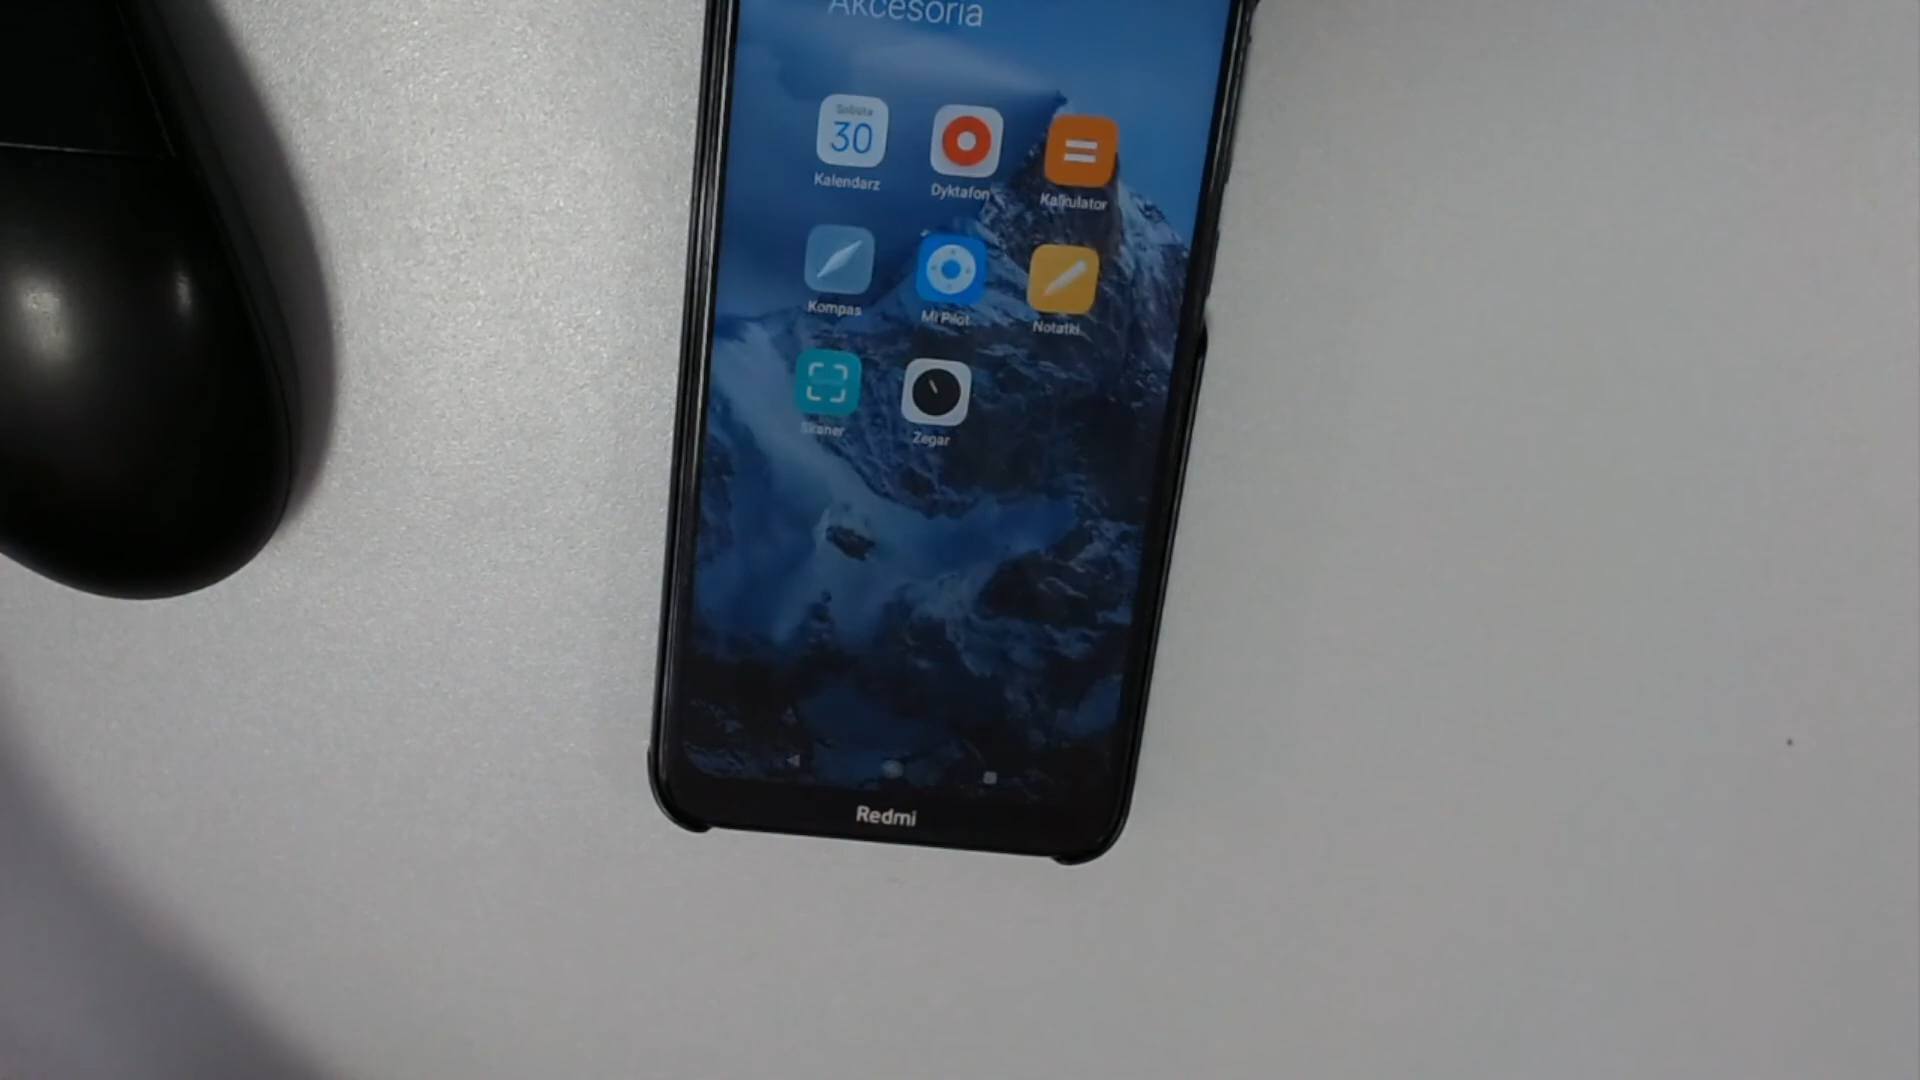 Akcesoria
Sobota
30
Kalendarz
Dyktafon
Kalkulator
Kompas
Mi Pilot
Notatki
Skaner
Zegar
Redmi